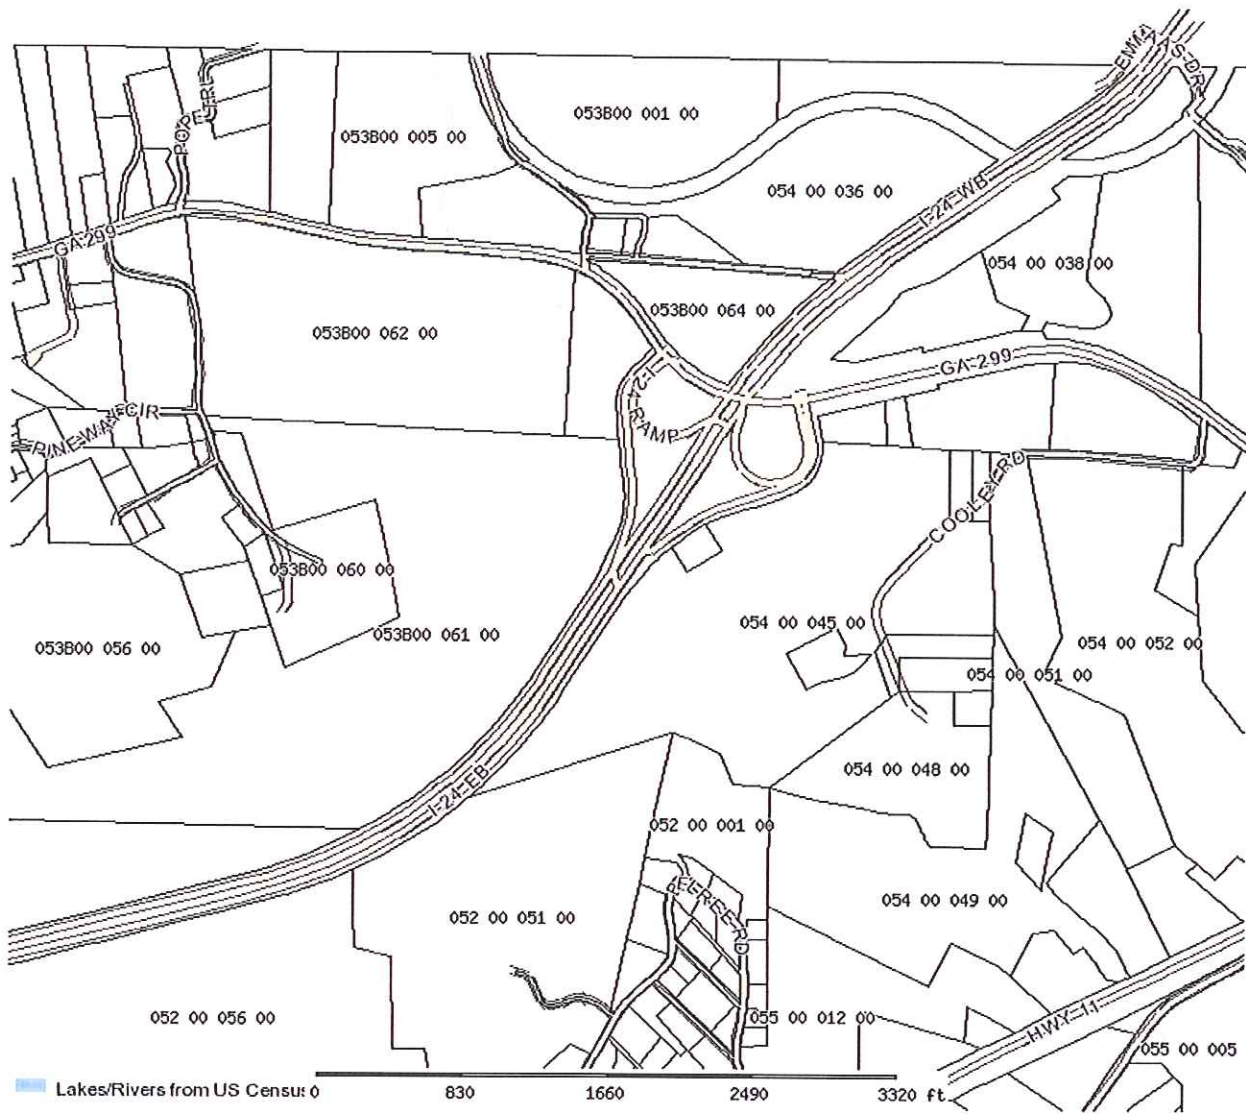 EMMA
S-DR
POPE-TRL
053B00 005 00
053B00 001 00
054 00 036 00
I-24-WB
GA-299
054 00 038 00
053B00 062 00
053B00 064 00
GA-299
I-24-RAMP
CIR
COOLEY-RD
053B00 060 00
053B00 061 00
053B00 056 00
054 00 045 00
054 00 052 00
054 00 051 00
054 00 048 00
I-24-EB
052 00 001 00
052 00 051 00
054 00 049 00
052 00 056 00
055 00 012 00
HWY-11
055 00 005
Lakes/Rivers from US Census
0 830 1660 2490 3320 ft.